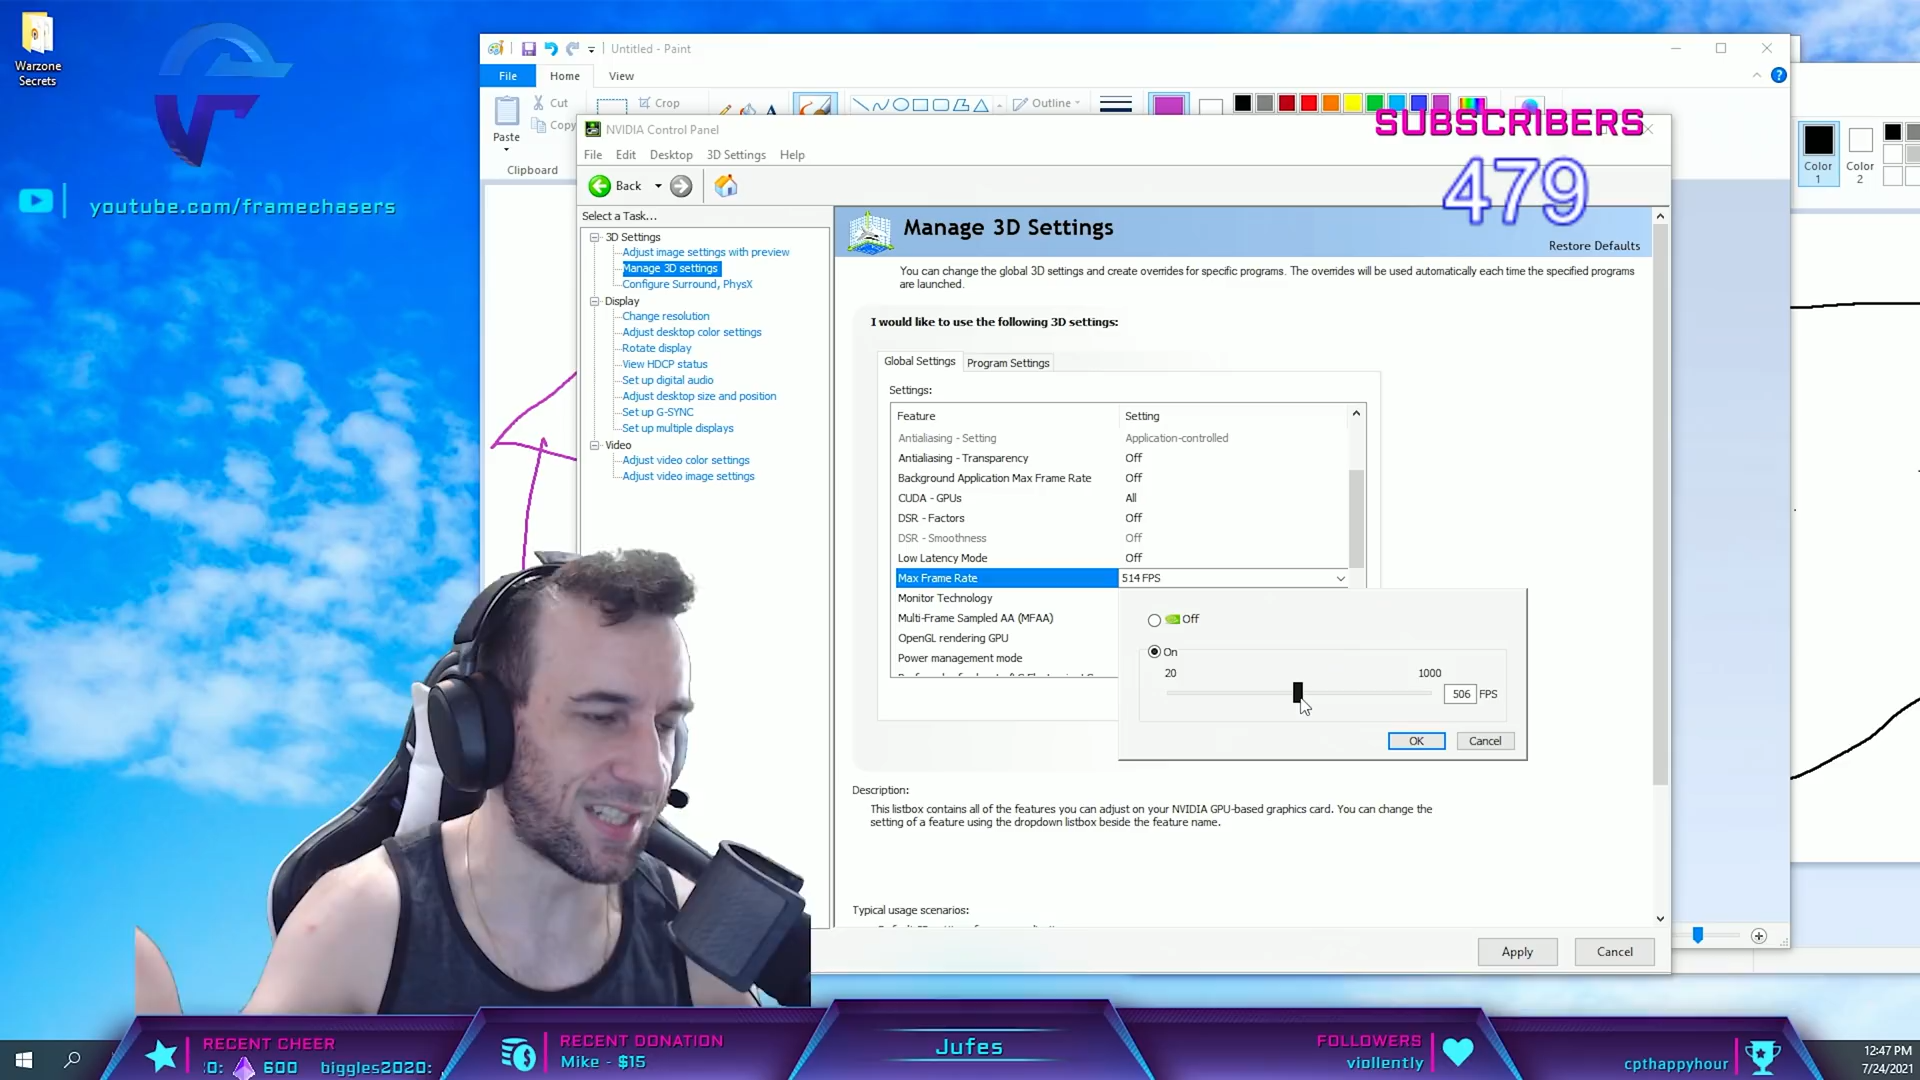 Warzone
Secrets
youtube.com/framechasers
Untitled - Paint
File
Home
View
Paste
Cut
Copy
Crop
Outline
Clipboard
Color
1
Color
2
SUBSCRIBERS
479
NVIDIA Control Panel
File
Edit
Desktop
3D Settings
Help
Back
Select a Task...
3D Settings
Adjust image settings with preview
Manage 3D settings
Configure Surround, PhysX
Display
Change resolution
Adjust desktop color settings
Rotate display
View HDCP status
Set up digital audio
Adjust desktop size and position
Set up G-SYNC
Set up multiple displays
Video
Adjust video color settings
Adjust video image settings
Manage 3D Settings
Restore Defaults
You can change the global 3D settings and create overrides for specific programs. The overrides will be used automatically each time the specified programs
are launched.
I would like to use the following 3D settings:
Global Settings
Program Settings
Settings:
Feature
Setting
Antialiasing - Setting
Application-controlled
Antialiasing - Transparency
Off
Background Application Max Frame Rate
Off
CUDA - GPUs
All
DSR - Factors
Off
DSR - Smoothness
Off
Low Latency Mode
Off
Max Frame Rate
514 FPS
Monitor Technology
Multi-Frame Sampled AA (MFAA)
OpenGL rendering GPU
Power management mode
Off
On
20
1000
506
FPS
OK
Cancel
Description:
This listbox contains all of the features you can adjust on your NVIDIA GPU-based graphics card. You can change the
setting of a feature using the dropdown listbox beside the feature name.
Typical usage scenarios:
Apply
Cancel
RECENT CHEER
:0:
600
biggles2020:
RECENT DONATION
Mike - $15
Jufes
FOLLOWERS
viollently
cpthappyhour
12:47 PM
7/24/2021